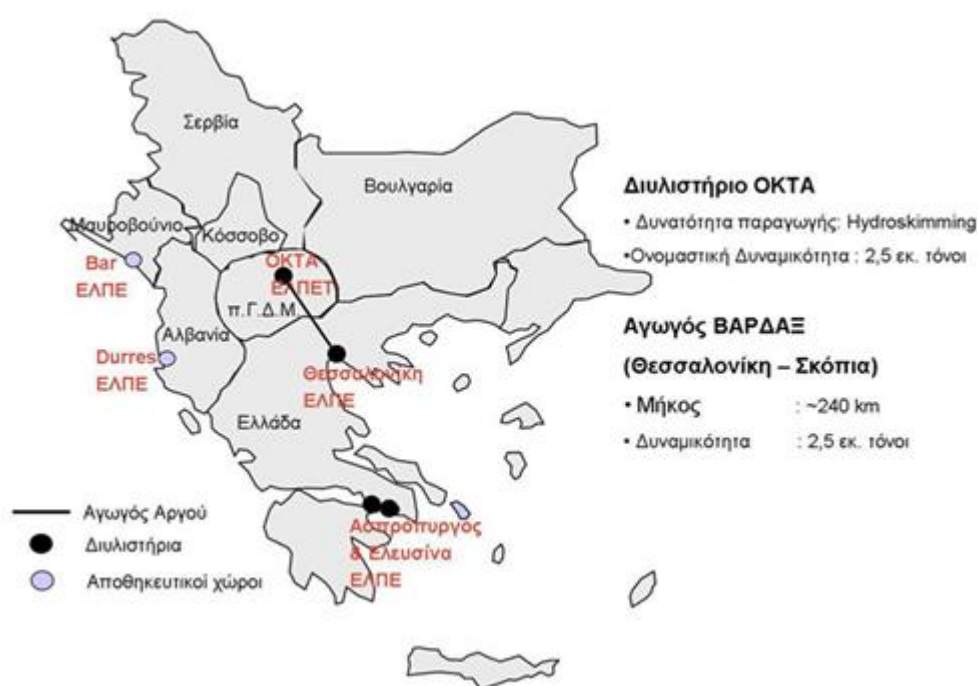 Σερβία
Βουλγαρία
Μαυροβούνιο
Κόσσοβο
Bar
ΕΛΠΕ
ΟΚΤΑ
ΕΛΠΕΤ
π.Γ.Δ.Μ.
Αλβανία
Durres
ΕΛΠΕ
Θεσσαλονίκη
ΕΛΠΕ
Ελλάδα
Ασπρόπυργος
& Ελευσίνα
ΕΛΠΕ
Αγωγός Αργού
Διυλιστήρια
Αποθηκευτικοί χώροι
Διυλιστήριο ΟΚΤΑ
• Δυνατότητα παραγωγής: Hydroskimming
•Ονομαστική Δυναμικότητα : 2,5 εκ. τόνοι
Αγωγός ΒΑΡΔΑΞ
(Θεσσαλονίκη – Σκόπια)
• Μήκος : ~240 km
• Δυναμικότητα : 2,5 εκ. τόνοι